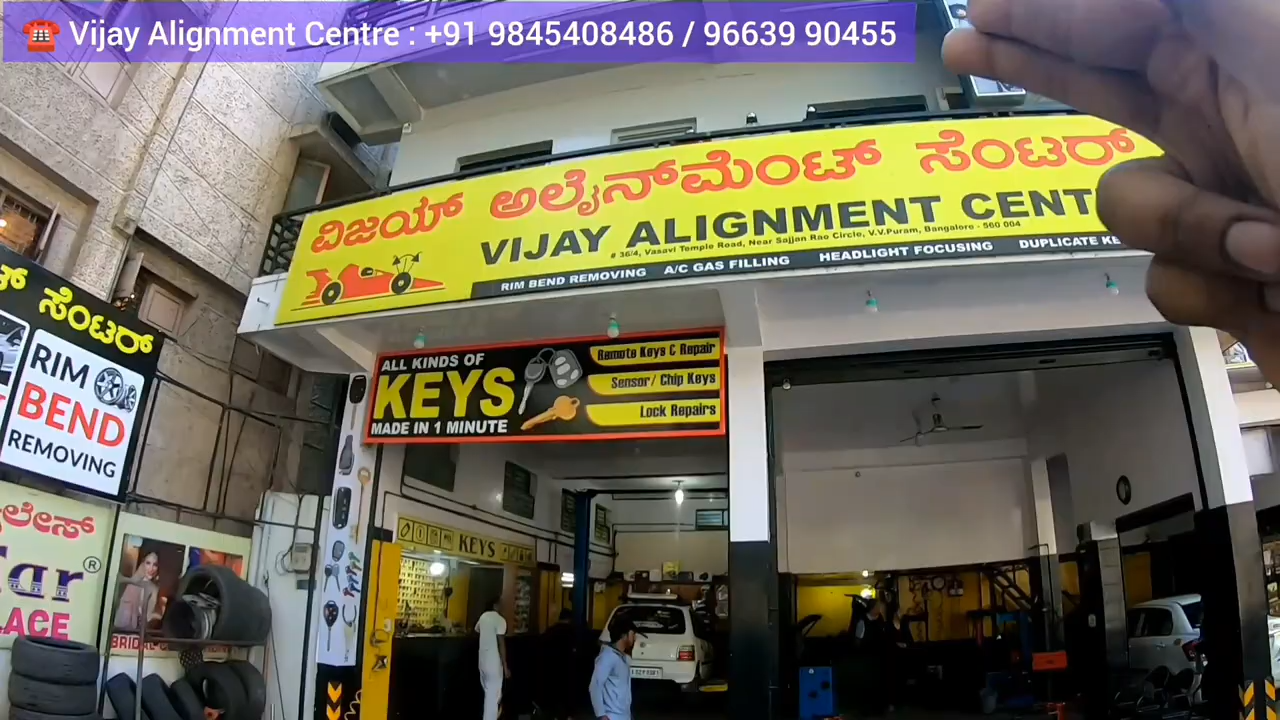 ☎️ Vijay Alignment Centre : +91 9845408486 / 96639 90455
ವಿಜಯ್ ಅಲೈನ್‌ಮೆಂಟ್ ಸೆಂಟರ್
VIJAY ALIGNMENT CENT
# 36/4, Vasavi Temple Road, Near Sajjan Rao Circle, V.V.Puram, Bangalore - 560 004
RIM BEND REMOVING A/C GAS FILLING HEADLIGHT FOCUSING DUPLICATE KE
ಸೆಂಟರ್
RIM
BEND
REMOVING
ALL KINDS OF
KEYS
MADE IN 1 MINUTE
Remote Keys & Repair
Sensor / Chip Keys
Lock Repairs
KEYS
®
LACE
BRIDAL